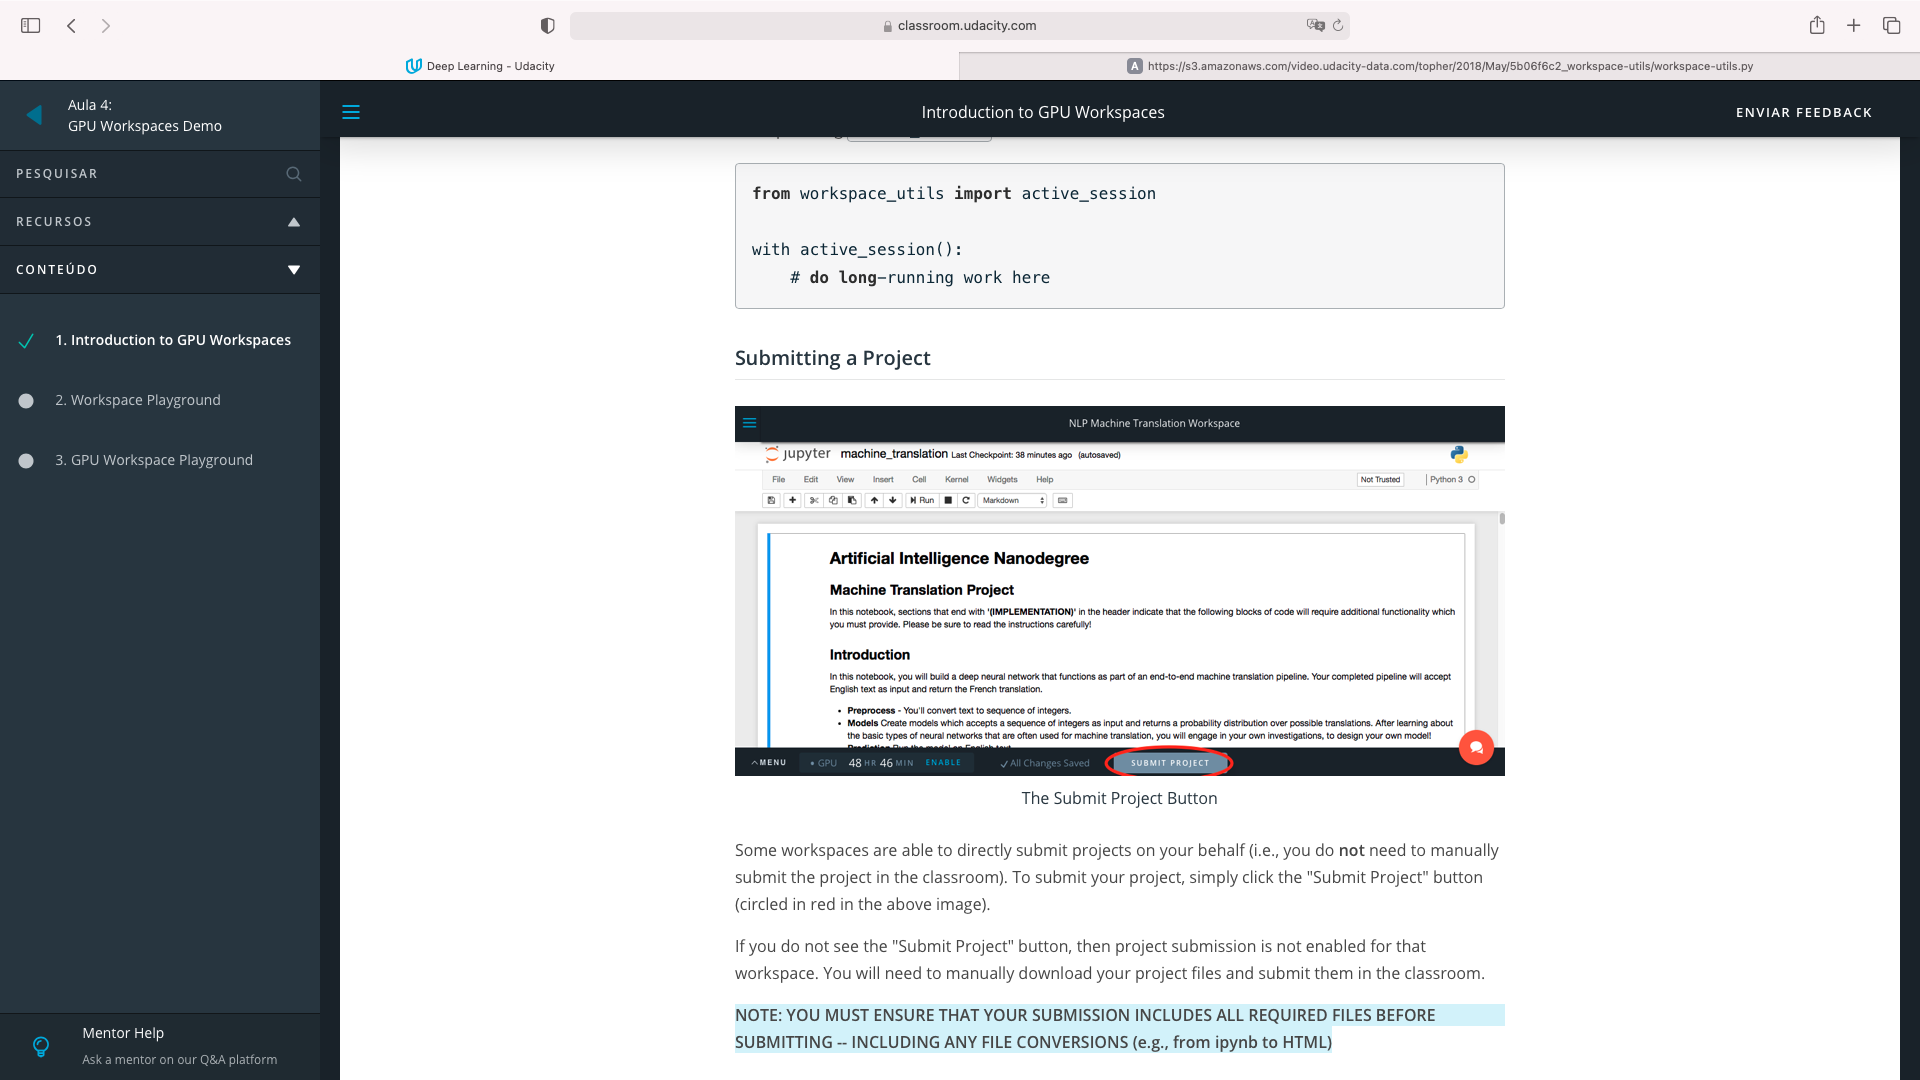 classroom.udacity.com
Deep Learning - Udacity
A https://s3.amazonaws.com/video.udacity-data.com/topher/2018/May/5b06f6c2_workspace-utils/workspace-utils.py
Aula 4:
GPU Workspaces Demo
Introduction to GPU Workspaces
ENVIAR FEEDBACK
PESQUISAR
RECURSOS
CONTEÚDO
1. Introduction to GPU Workspaces
2. Workspace Playground
3. GPU Workspace Playground
Mentor Help
Ask a mentor on our Q&A platform
from workspace_utils import active_session
with active_session():
# do long-running work here
Submitting a Project
NLP Machine Translation Workspace
jupyter machine_translation Last Checkpoint: 38 minutes ago (autosaved)
File Edit View Insert Cell Kernel Widgets Help Not Trusted Python 3
Run Markdown
Artificial Intelligence Nanodegree
Machine Translation Project
In this notebook, sections that end with '(IMPLEMENTATION)' in the header indicate that the following blocks of code will require additional functionality which
you must provide. Please be sure to read the instructions carefully!
Introduction
In this notebook, you will build a deep neural network that functions as part of an end-to-end machine translation pipeline. Your completed pipeline will accept
English text as input and return the French translation.
• Preprocess - You'll convert text to sequence of integers.
• Models Create models which accepts a sequence of integers as input and returns a probability distribution over possible translations. After learning about
the basic types of neural networks that are often used for machine translation, you will engage in your own investigations, to design your own model!
MENU • GPU 48 HR 46 MIN ENABLE All Changes Saved SUBMIT PROJECT
The Submit Project Button
Some workspaces are able to directly submit projects on your behalf (i.e., you do not need to manually
submit the project in the classroom). To submit your project, simply click the "Submit Project" button
(circled in red in the above image).
If you do not see the "Submit Project" button, then project submission is not enabled for that
workspace. You will need to manually download your project files and submit them in the classroom.
NOTE: YOU MUST ENSURE THAT YOUR SUBMISSION INCLUDES ALL REQUIRED FILES BEFORE
SUBMITTING -- INCLUDING ANY FILE CONVERSIONS (e.g., from ipynb to HTML)